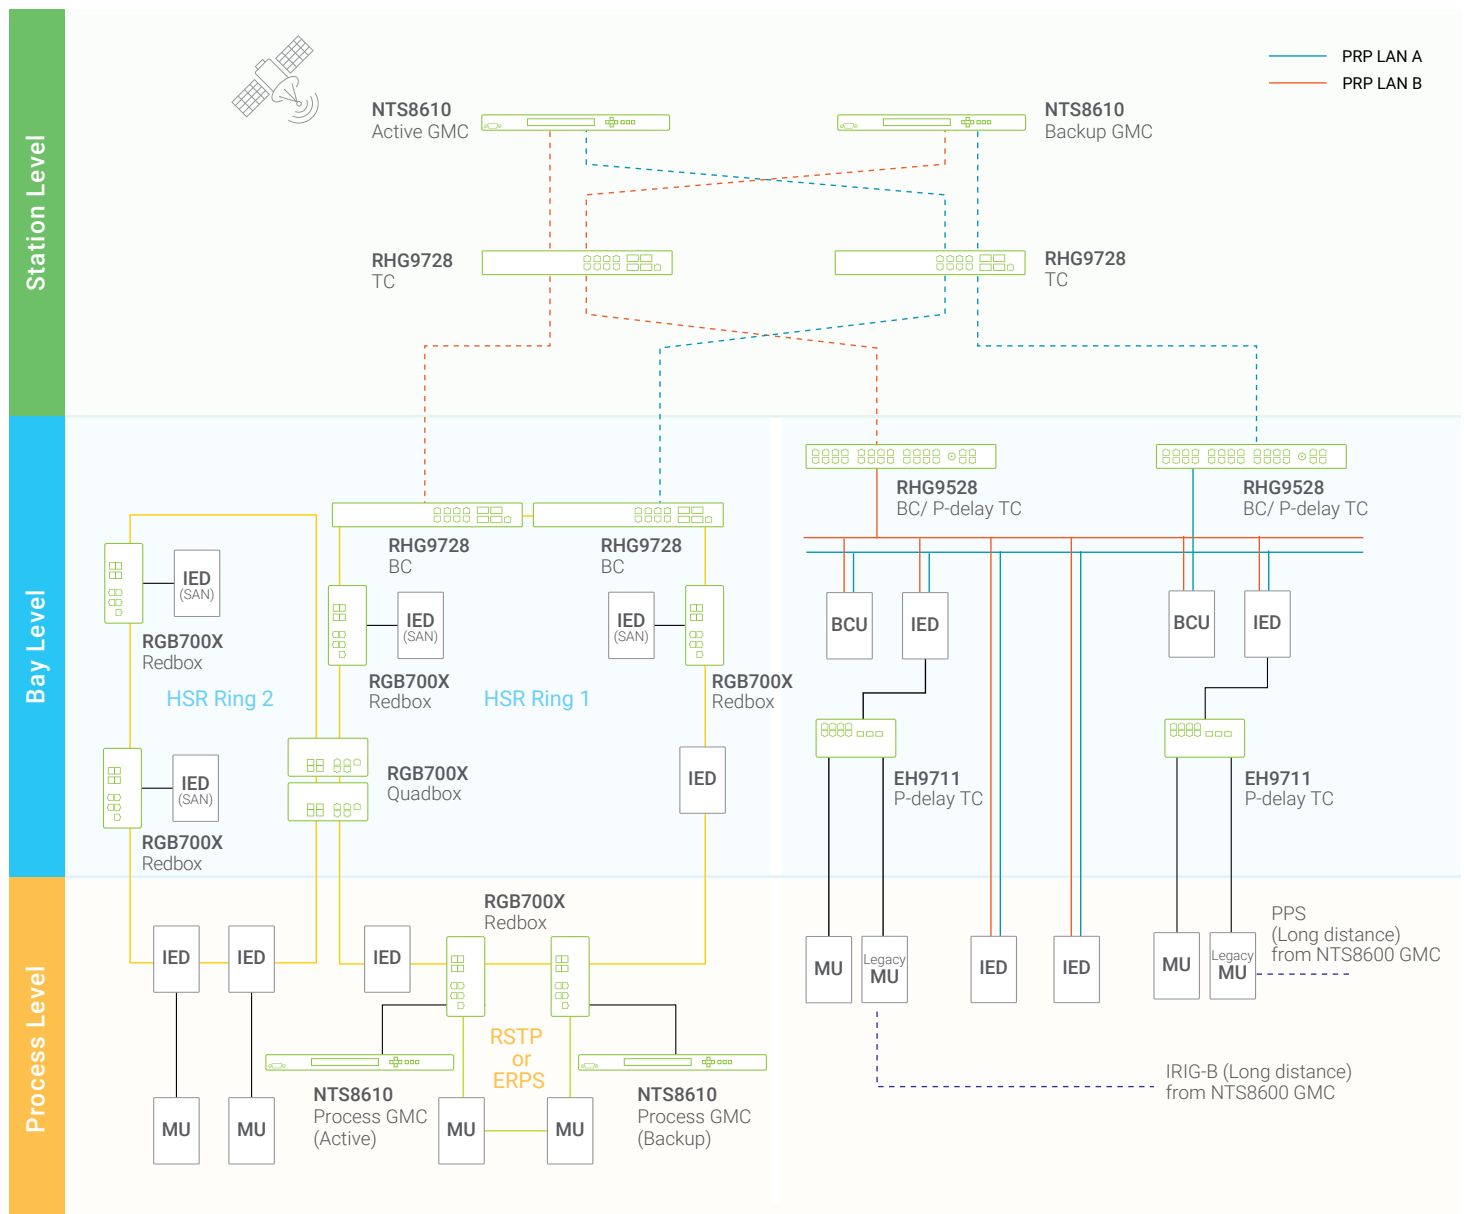 Station Level
PRP LAN A
PRP LAN B
NTS8610
Active GMC
NTS8610
Backup GMC
RHG9728
TC
RHG9728
TC
Bay Level
RHG9528
BC/ P-delay TC
RHG9528
BC/ P-delay TC
RHG9728
BC
RHG9728
BC
IED
(SAN)
RGB700X
Redbox
IED
(SAN)
RGB700X
Redbox
IED
(SAN)
RGB700X
Redbox
BCU
IED
BCU
IED
HSR Ring 2
HSR Ring 1
IED
(SAN)
RGB700X
Redbox
RGB700X
Quadbox
IED
EH9711
P-delay TC
EH9711
P-delay TC
Process Level
RGB700X
Redbox
IED
IED
IED
MU
Legacy
MU
IED
IED
MU
Legacy
MU
PPS
(Long distance)
from NTS8600 GMC
RSTP
or
ERPS
NTS8610
Process GMC
(Active)
NTS8610
Process GMC
(Backup)
MU
MU
MU
MU
IRIG-B (Long distance)
from NTS8600 GMC